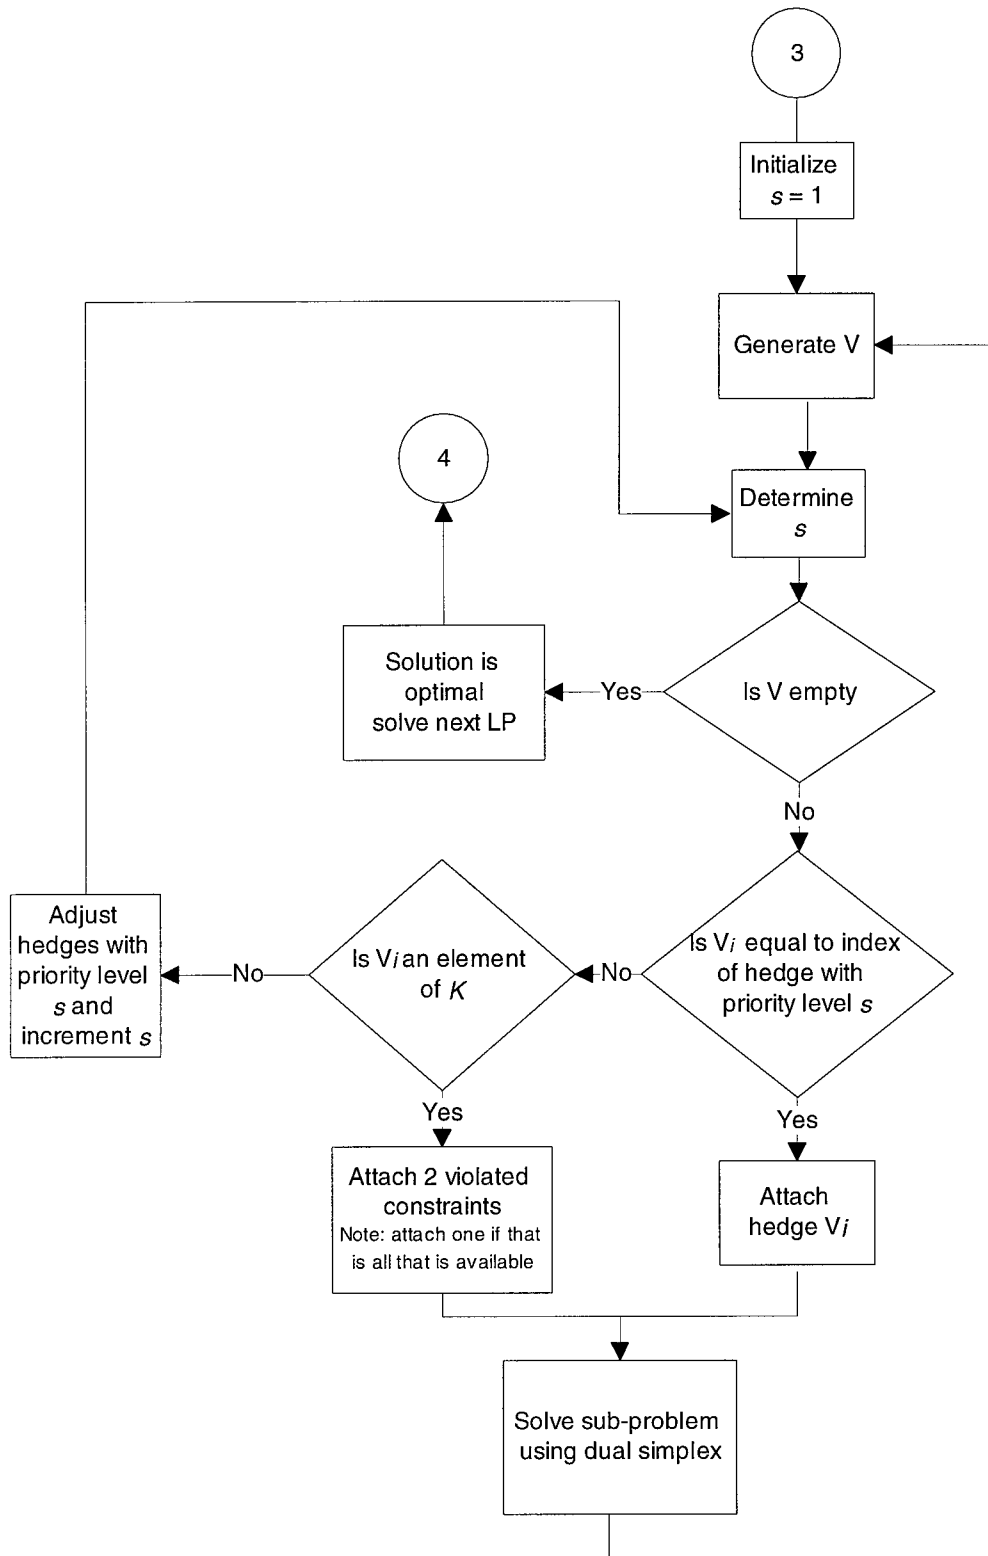 3
Initialize
s = 1
Generate V
Determine
s
4
Solution is
optimal
solve next LP
Yes
Is V empty
No
Is Vi equal to index
of hedge with
priority level s
No
Is Vi an element
of K
No
Adjust
hedges with
priority level
s and
increment s
Yes
Yes
Attach 2 violated
constraints
Note: attach one if that
is all that is available
Attach
hedge Vi
Solve sub-problem
using dual simplex